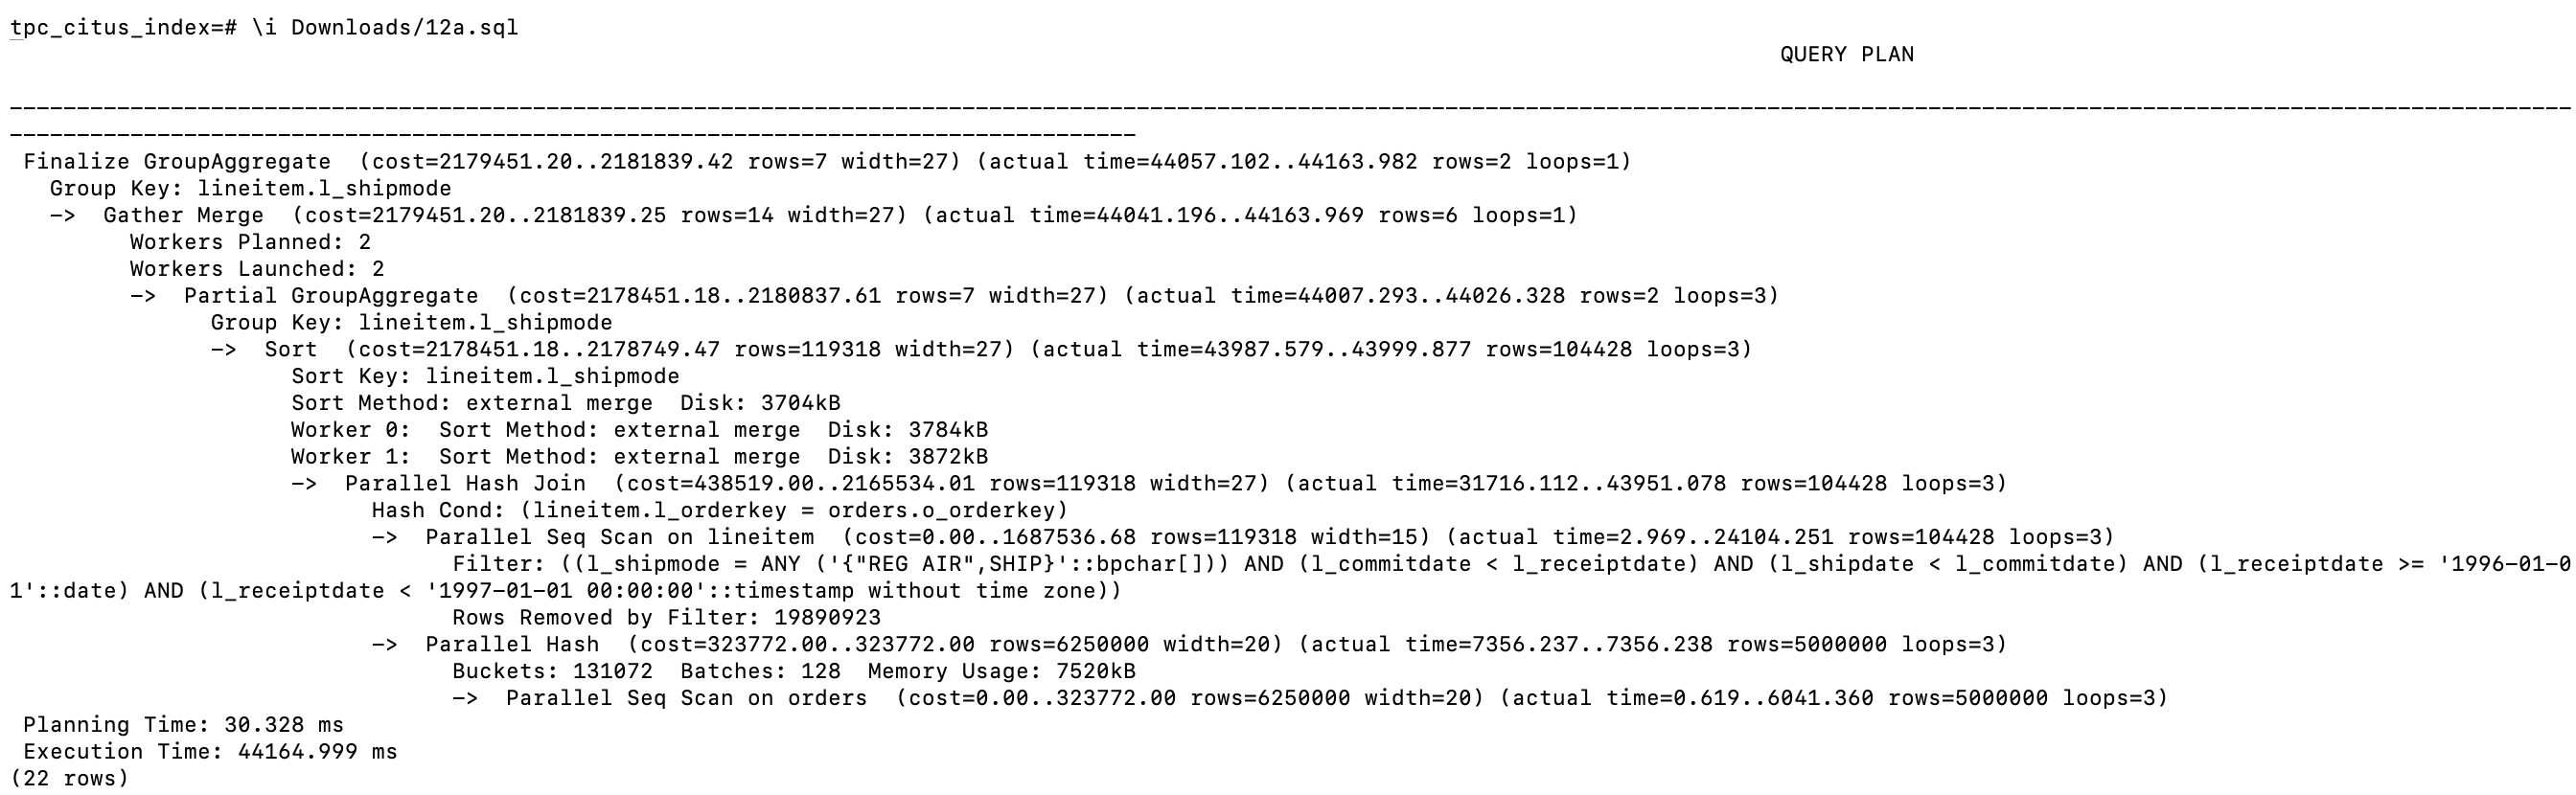 tpc_citus_index=# \i Downloads/12a.sql
QUERY PLAN
--------------------------------------------------------------------------------------------------------------------------------------------------------------------------------------------------
------------------------------------------------------------------------------------
Finalize GroupAggregate  (cost=2179451.20..2181839.42 rows=7 width=27) (actual time=44057.102..44163.982 rows=2 loops=1)
Group Key: lineitem.l_shipmode
->  Gather Merge  (cost=2179451.20..2181839.25 rows=14 width=27) (actual time=44041.196..44163.969 rows=6 loops=1)
Workers Planned: 2
Workers Launched: 2
->  Partial GroupAggregate  (cost=2178451.18..2180837.61 rows=7 width=27) (actual time=44007.293..44026.328 rows=2 loops=3)
Group Key: lineitem.l_shipmode
->  Sort  (cost=2178451.18..2178749.47 rows=119318 width=27) (actual time=43987.579..43999.877 rows=104428 loops=3)
Sort Key: lineitem.l_shipmode
Sort Method: external merge  Disk: 3704kB
Worker 0:  Sort Method: external merge  Disk: 3784kB
Worker 1:  Sort Method: external merge  Disk: 3872kB
->  Parallel Hash Join  (cost=438519.00..2165534.01 rows=119318 width=27) (actual time=31716.112..43951.078 rows=104428 loops=3)
Hash Cond: (lineitem.l_orderkey = orders.o_orderkey)
->  Parallel Seq Scan on lineitem  (cost=0.00..1687536.68 rows=119318 width=15) (actual time=2.969..24104.251 rows=104428 loops=3)
Filter: ((l_shipmode = ANY ('{"REG AIR",SHIP}'::bpchar[])) AND (l_commitdate < l_receiptdate) AND (l_shipdate < l_commitdate) AND (l_receiptdate >= '1996-01-0
1'::date) AND (l_receiptdate < '1997-01-01 00:00:00'::timestamp without time zone))
Rows Removed by Filter: 19890923
->  Parallel Hash  (cost=323772.00..323772.00 rows=6250000 width=20) (actual time=7356.237..7356.238 rows=5000000 loops=3)
Buckets: 131072  Batches: 128  Memory Usage: 7520kB
->  Parallel Seq Scan on orders  (cost=0.00..323772.00 rows=6250000 width=20) (actual time=0.619..6041.360 rows=5000000 loops=3)
Planning Time: 30.328 ms
Execution Time: 44164.999 ms
(22 rows)